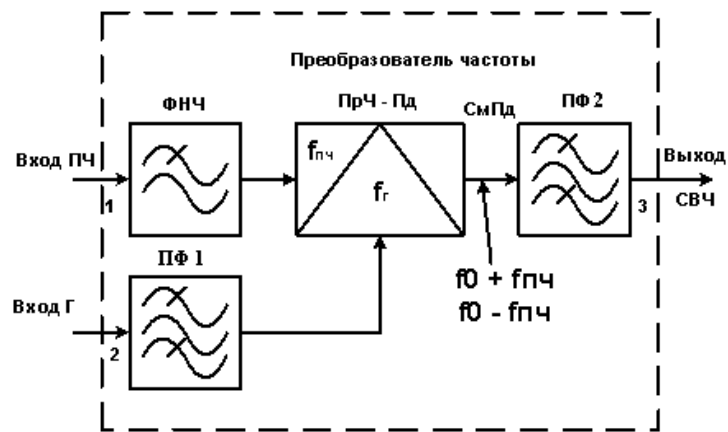 Преобразователь частоты
ФНЧ
ПрЧ - Пд
СмПд
ПФ 2
Вход ПЧ
fпч
fг
Выход
СВЧ
1
3
ПФ 1
f0 + fпч
f0 - fпч
Вход Г
2